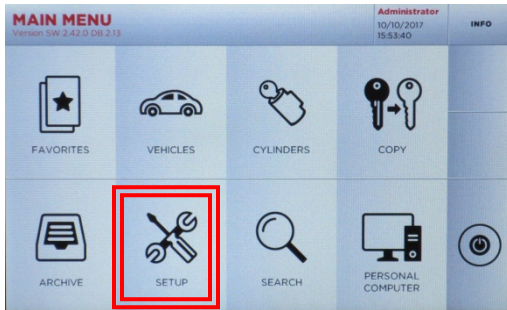 MAIN MENU
Version SW 2.42.0 DB 2.13
Administrator
10/10/2017
15:53:40
INFO
FAVORITES
VEHICLES
CYLINDERS
COPY
ARCHIVE
SETUP
SEARCH
PERSONAL
COMPUTER